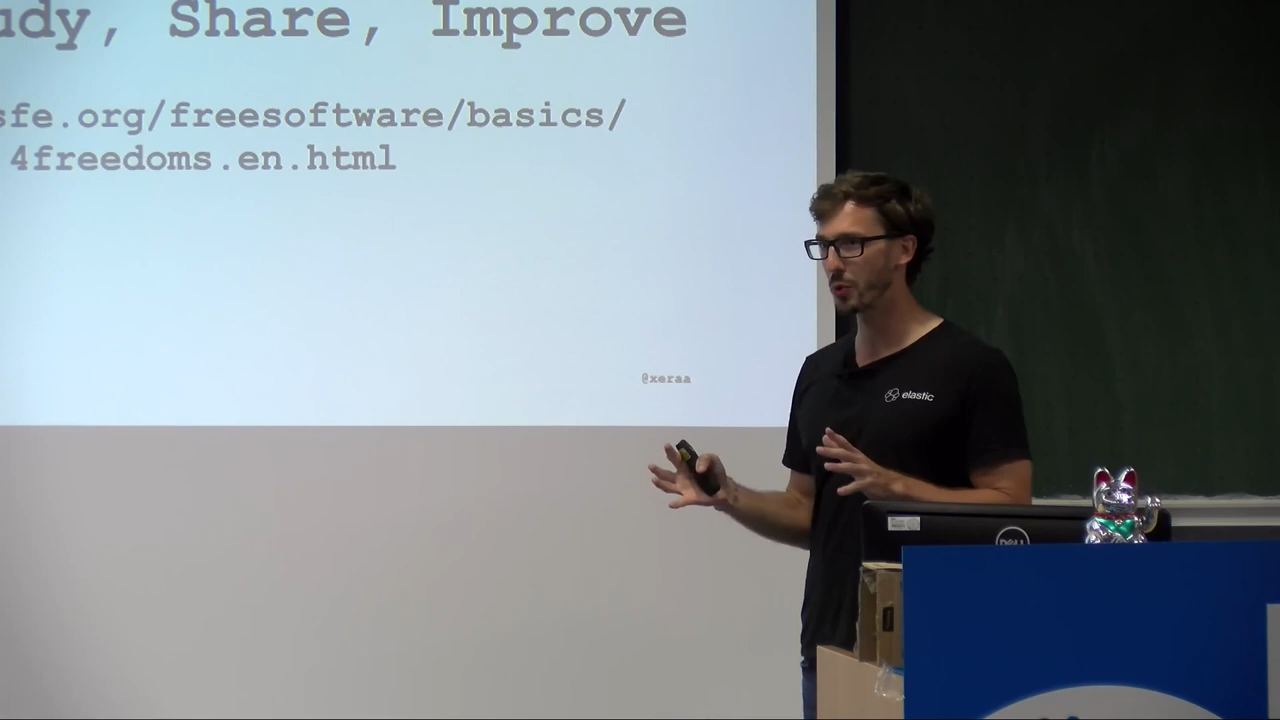 udy, Share, Improve
sfe.org/freesoftware/basics/
4freedoms.en.html
@xeraa
elastic
DELL